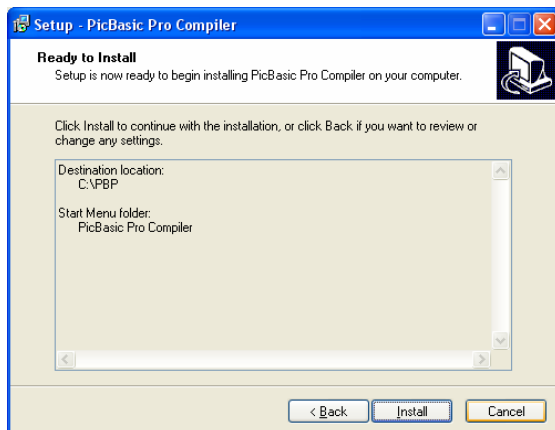 Setup - PicBasic Pro Compiler
Ready to Install
Setup is now ready to begin installing PicBasic Pro Compiler on your computer.
Click Install to continue with the installation, or click Back if you want to review or
change any settings.
Destination location:
C:\PBP
Start Menu folder:
PicBasic Pro Compiler
< Back
Install
Cancel